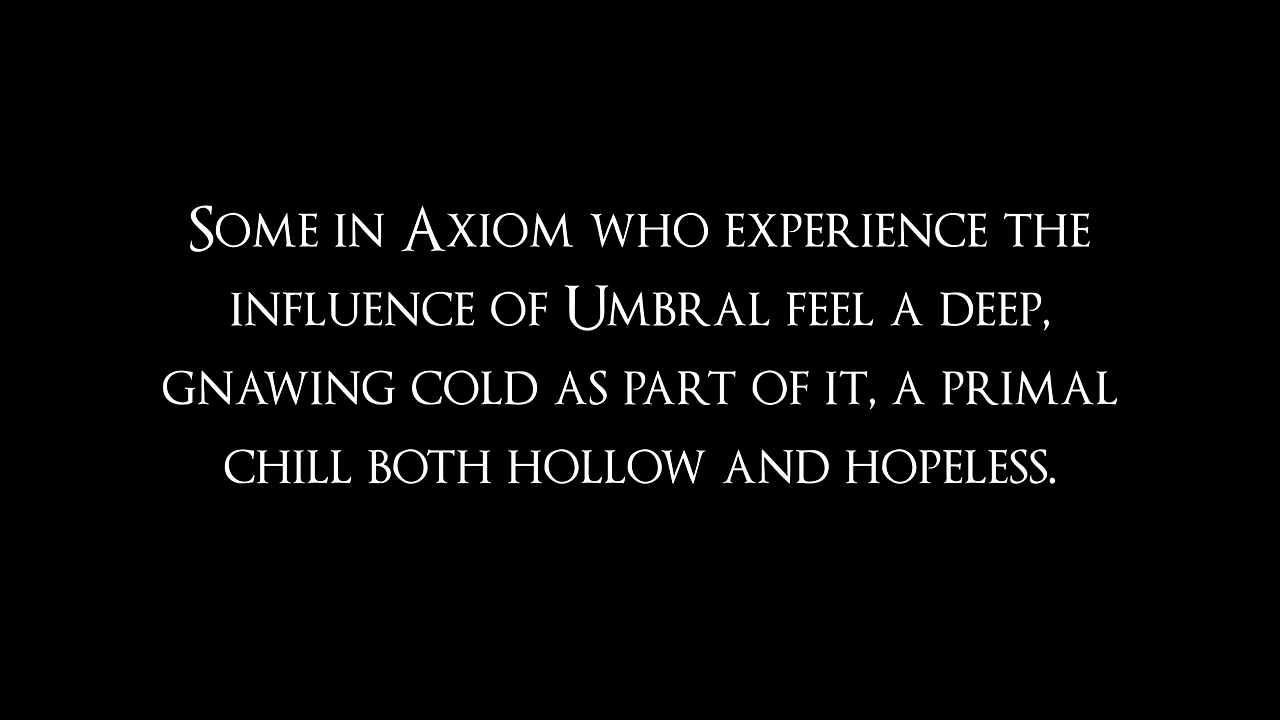 Some in Axiom who experience the
influence of Umbral feel a deep,
gnawing cold as part of it, a primal
chill both hollow and hopeless.